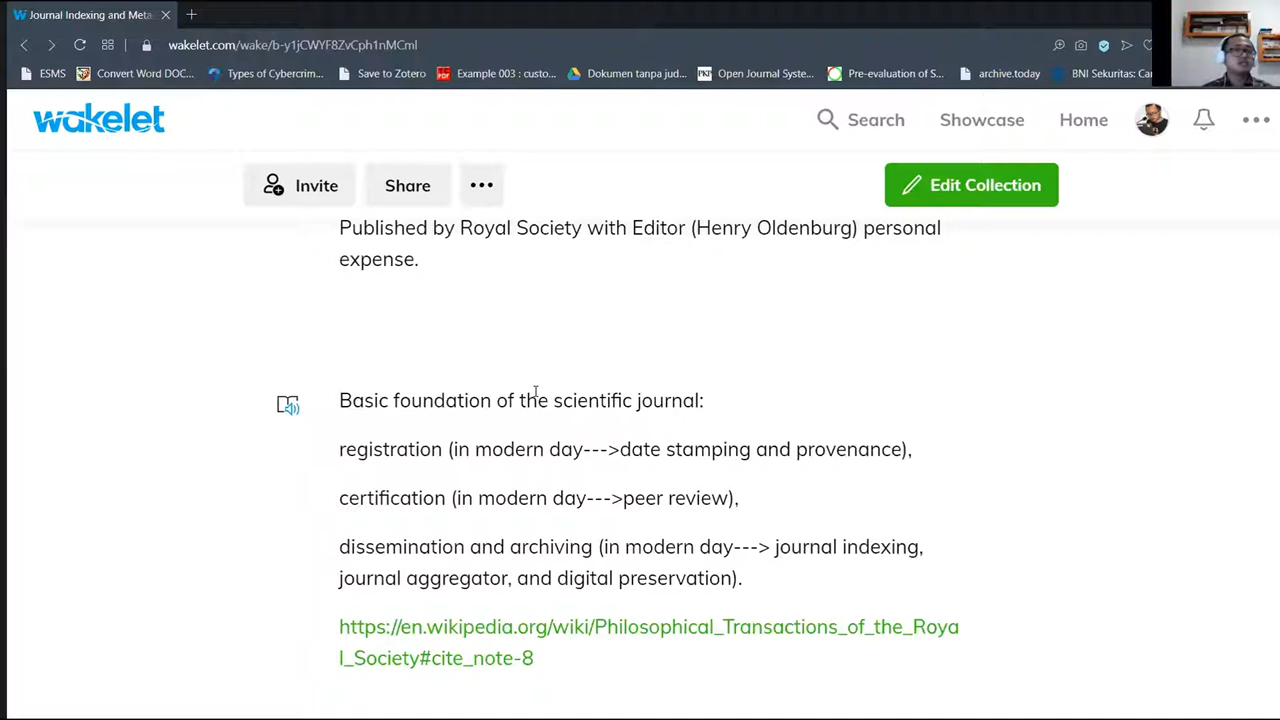 Journal Indexing and Meta
wakelet.com/wake/b-y1jCWYF8ZvCph1nMCml
ESMS
Convert Word DOC...
Types of Cybercrim...
Save to Zotero
PDF
Example 003 : custo...
Dokumen tanpa jud...
PKP
Open Journal Syste...
Pre-evaluation of S...
archive.today
BNI Sekuritas: Car
wakelet
Search
Showcase
Home
Invite
Share
Edit Collection
Published by Royal Society with Editor (Henry Oldenburg) personal
expense.
Basic foundation of the scientific journal:
registration (in modern day--->date stamping and provenance),
certification (in modern day--->peer review),
dissemination and archiving (in modern day---> journal indexing,
journal aggregator, and digital preservation).
https://en.wikipedia.org/wiki/Philosophical_Transactions_of_the_Roya
l_Society#cite_note-8